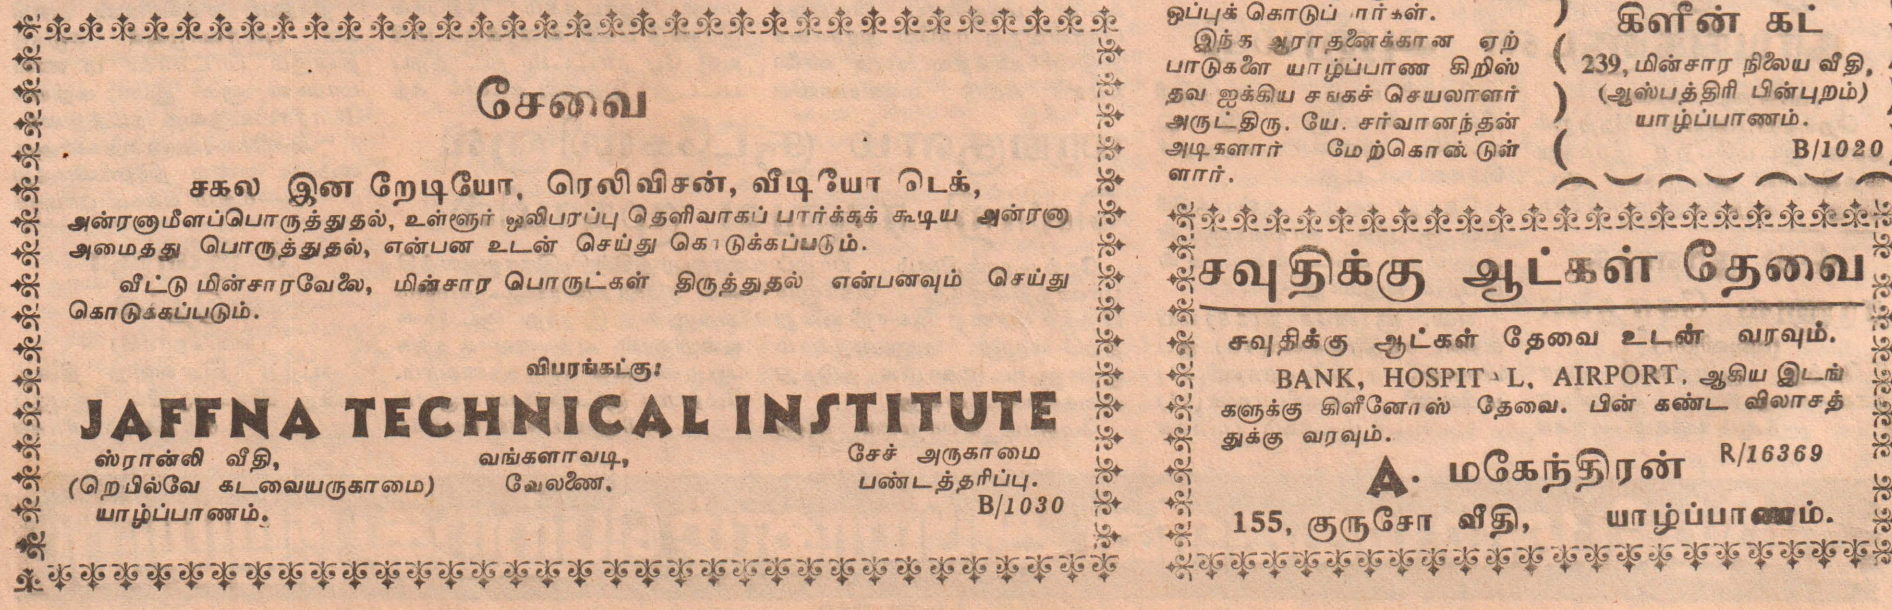 சேவை
சகல இன றேடியோ, ரெலிவிசன், வீடியோ டெக்,
அன்ரனாமீளப்பொருத்துதல், உள்ளூர் ஒலிபரப்பு தெளிவாகப் பார்க்கக் கூடிய அன்ரனா
அமைதது பொருத்துதல், என்பன உடன் செய்து கொடுக்கப்படும்.
வீட்டு மின்சாரவேலை, மின்சார பொருட்கள் திருத்துதல் என்பனவும் செய்து
கொடுக்கப்படும்.
விபரங்கட்கு:
JAFFNA TECHNICAL INSTITUTE
ஸ்ரான்லி வீதி, வங்களாவடி, சேச் அருகாமை
(றெயில்வே கடவையருகாமை) வேலணை. பண்டத்தரிப்பு.
யாழ்ப்பாணம். B/1030
ஒப்புக் கொடுப்பார்கள்.
இந்த ஆராதனைக்கான ஏற்
பாடுகளை யாழ்ப்பாண கிறிஸ்
தவ ஐக்கிய சங்கச் செயலாளர்
அருட்திரு. யே. சர்வானந்தன்
அடிகளார் மேற்கொண்டுள்
ளார்.
கிளீன் கட்
239, மின்சார நிலைய வீதி,
(ஆஸ்பத்திரி பின்புறம்)
யாழ்ப்பாணம்.
B/1020
சவுதிக்கு ஆட்கள் தேவை
சவுதிக்கு ஆட்கள் தேவை உடன் வரவும்.
BANK, HOSPITAL, AIRPORT, ஆகிய இடங்
களுக்கு கிளீனேர்ஸ் தேவை. பின் கண்ட விலாசத்
துக்கு வரவும்.
R/16369
A. மகேந்திரன்
155, குருசோ வீதி, யாழ்ப்பாணம்.